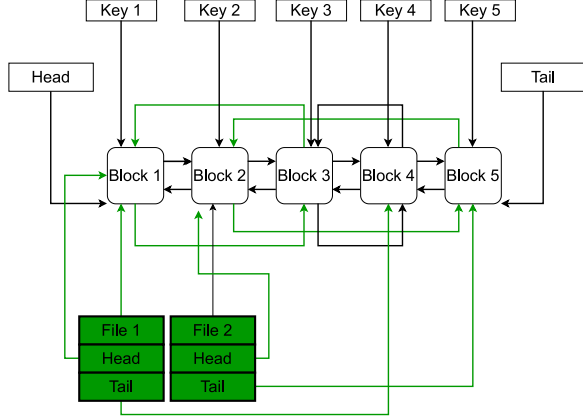 Key 1
Key 2
Key 3
Key 4
Key 5
Head
Tail
Block 1
Block 2
Block 3
Block 4
Block 5
File 1
File 2
Head
Head
Tail
Tail